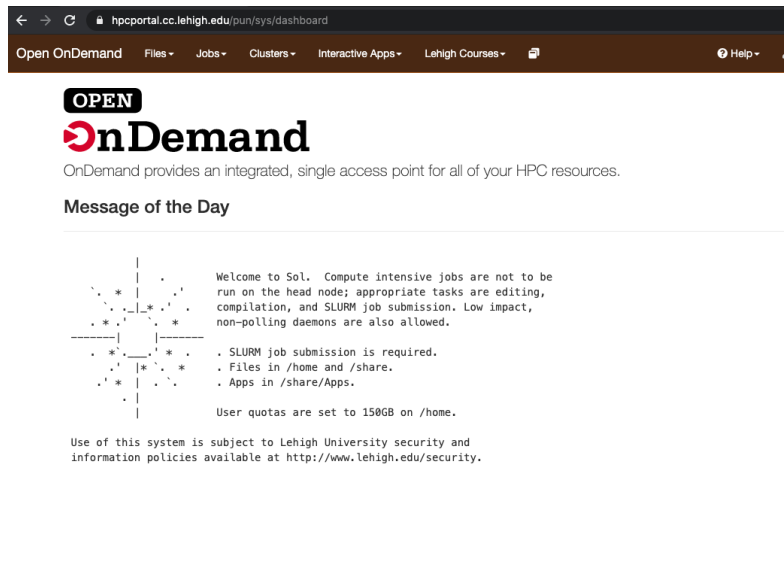 hpcportal.cc.lehigh.edu/pun/sys/dashboard
Open OnDemand Files Jobs Clusters Interactive Apps Lehigh Courses Help
OPEN
OnDemand
OnDemand provides an integrated, single access point for all of your HPC resources.
Message of the Day
Welcome to Sol.  Compute intensive jobs are not to be
run on the head node; appropriate tasks are editing,
compilation, and SLURM job submission. Low impact,
non-polling daemons are also allowed.
. SLURM job submission is required.
. Files in /home and /share.
. Apps in /share/Apps.
User quotas are set to 150GB on /home.
Use of this system is subject to Lehigh University security and
information policies available at http://www.lehigh.edu/security.